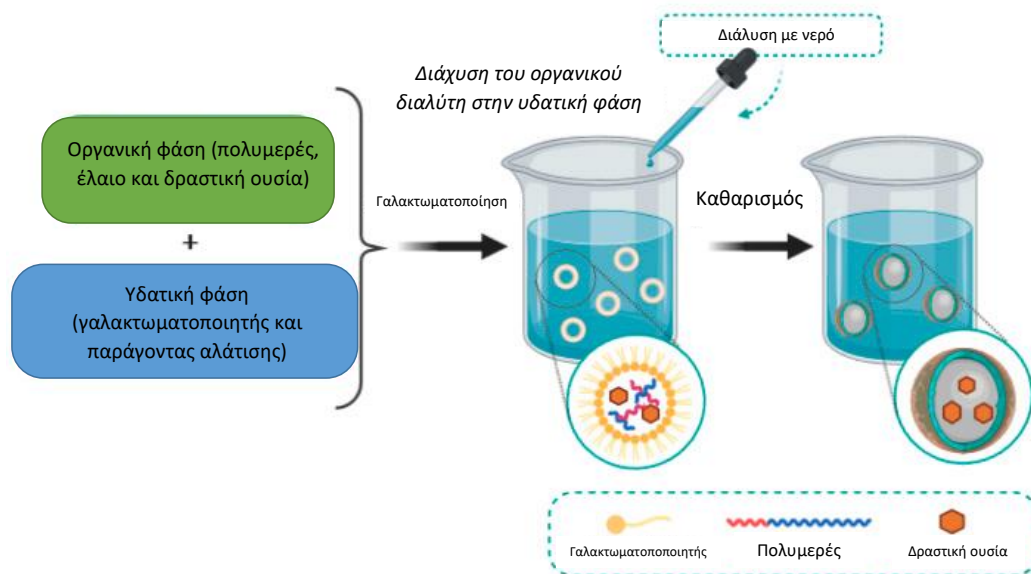 Διάλυση με νερό
Διάχυση του οργανικού
διαλύτη στην υδατική φάση
Οργανική φάση (πολυμερές,
έλαιο και δραστική ουσία)
+
Υδατική φάση
(γαλακτωματοποιητής και
παράγοντας αλάτισης)
Γαλακτωματοποίηση
Καθαρισμός
Γαλακτωματοποποιητής
Πολυμερές
Δραστική ουσία